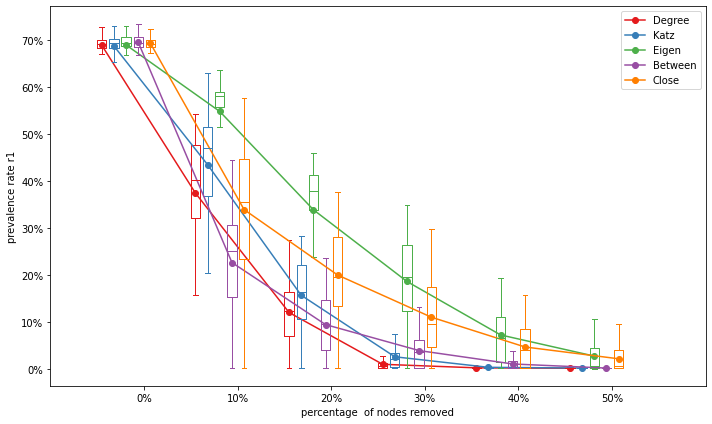 Degree
Katz
Eigen
Between
Close
prevalence rate r1
70%
60%
50%
40%
30%
20%
10%
0%
0%
10%
20%
30%
40%
50%
percentage  of nodes removed